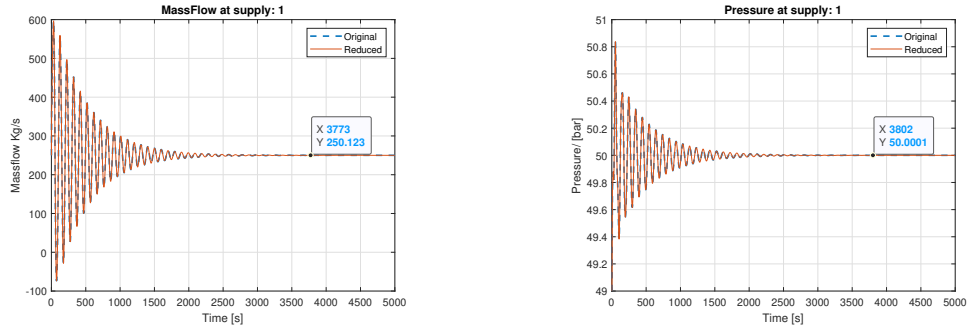 MassFlow at supply: 1
Massflow Kg/s
600
500
400
300
200
100
0
-100
Original
Reduced
X 3773
Y 250.123
0
500
1000
1500
2000
2500
3000
3500
4000
4500
5000
Time [s]
Pressure at supply: 1
Pressure/ [bar]
51
50.8
50.6
50.4
50.2
50
49.8
49.6
49.4
49.2
49
Original
Reduced
X 3802
Y 50.0001
0
500
1000
1500
2000
2500
3000
3500
4000
4500
5000
Time [s]